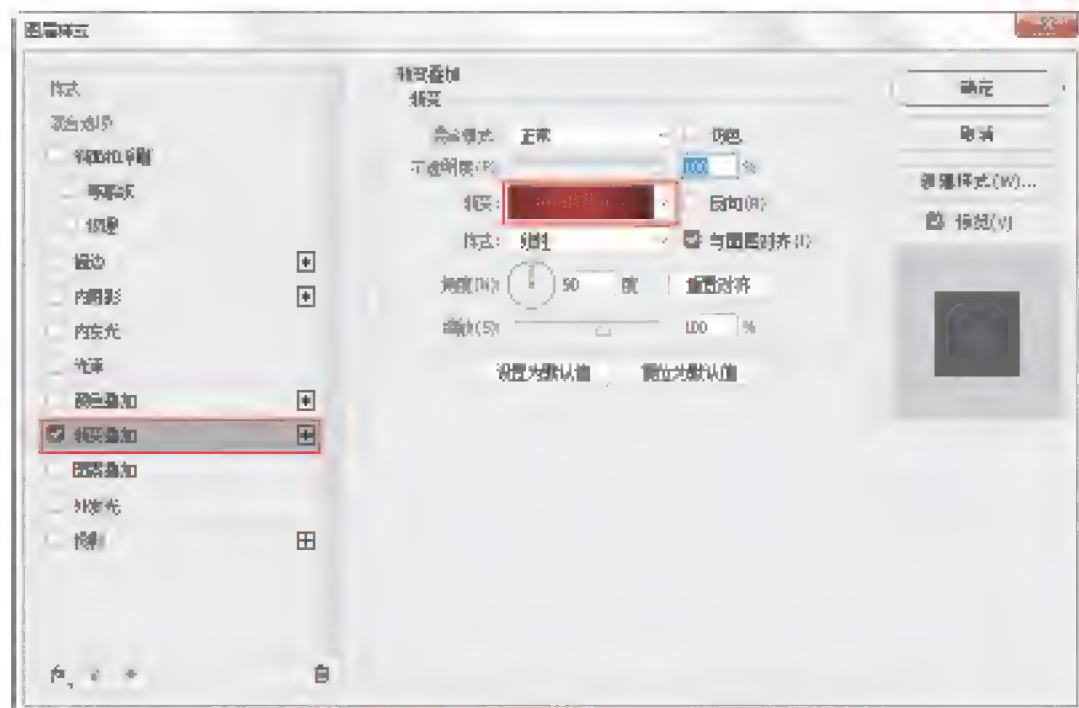 图层样式
样式
混合选项
斜面和浮雕
等高线
纹理
描边
内阴影
内发光
光泽
颜色叠加
渐变叠加
图案叠加
外发光
投影
fx
渐变叠加
渐变
混合模式: 正常 仿色
不透明度(P): 100 %
渐变: 反向(R)
样式: 线性 与图层对齐(I)
角度(N): 90 度 重置对齐
缩放(S): 100 %
设置为默认值 复位为默认值
确定
取消
新建样式(W)...
预览(V)